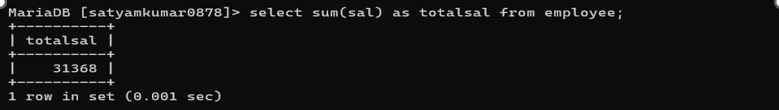 MariaDB [satyamkumar0878]> select sum(sal) as totalsal from employee;
+----------+
| totalsal |
+----------+
|    31368 |
+----------+
1 row in set (0.001 sec)